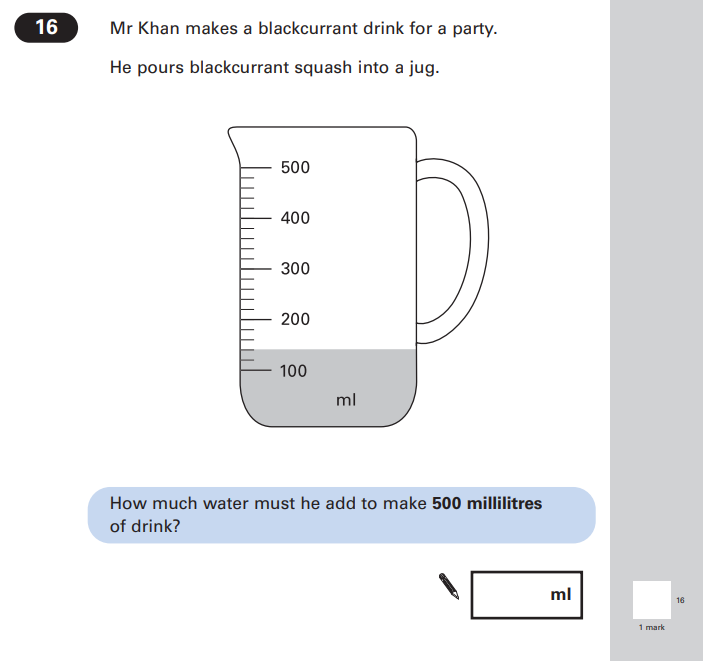 16
Mr Khan makes a blackcurrant drink for a party.
He pours blackcurrant squash into a jug.
500
400
300
200
100
ml
How much water must he add to make 500 millilitres
of drink?
ml
16
1 mark